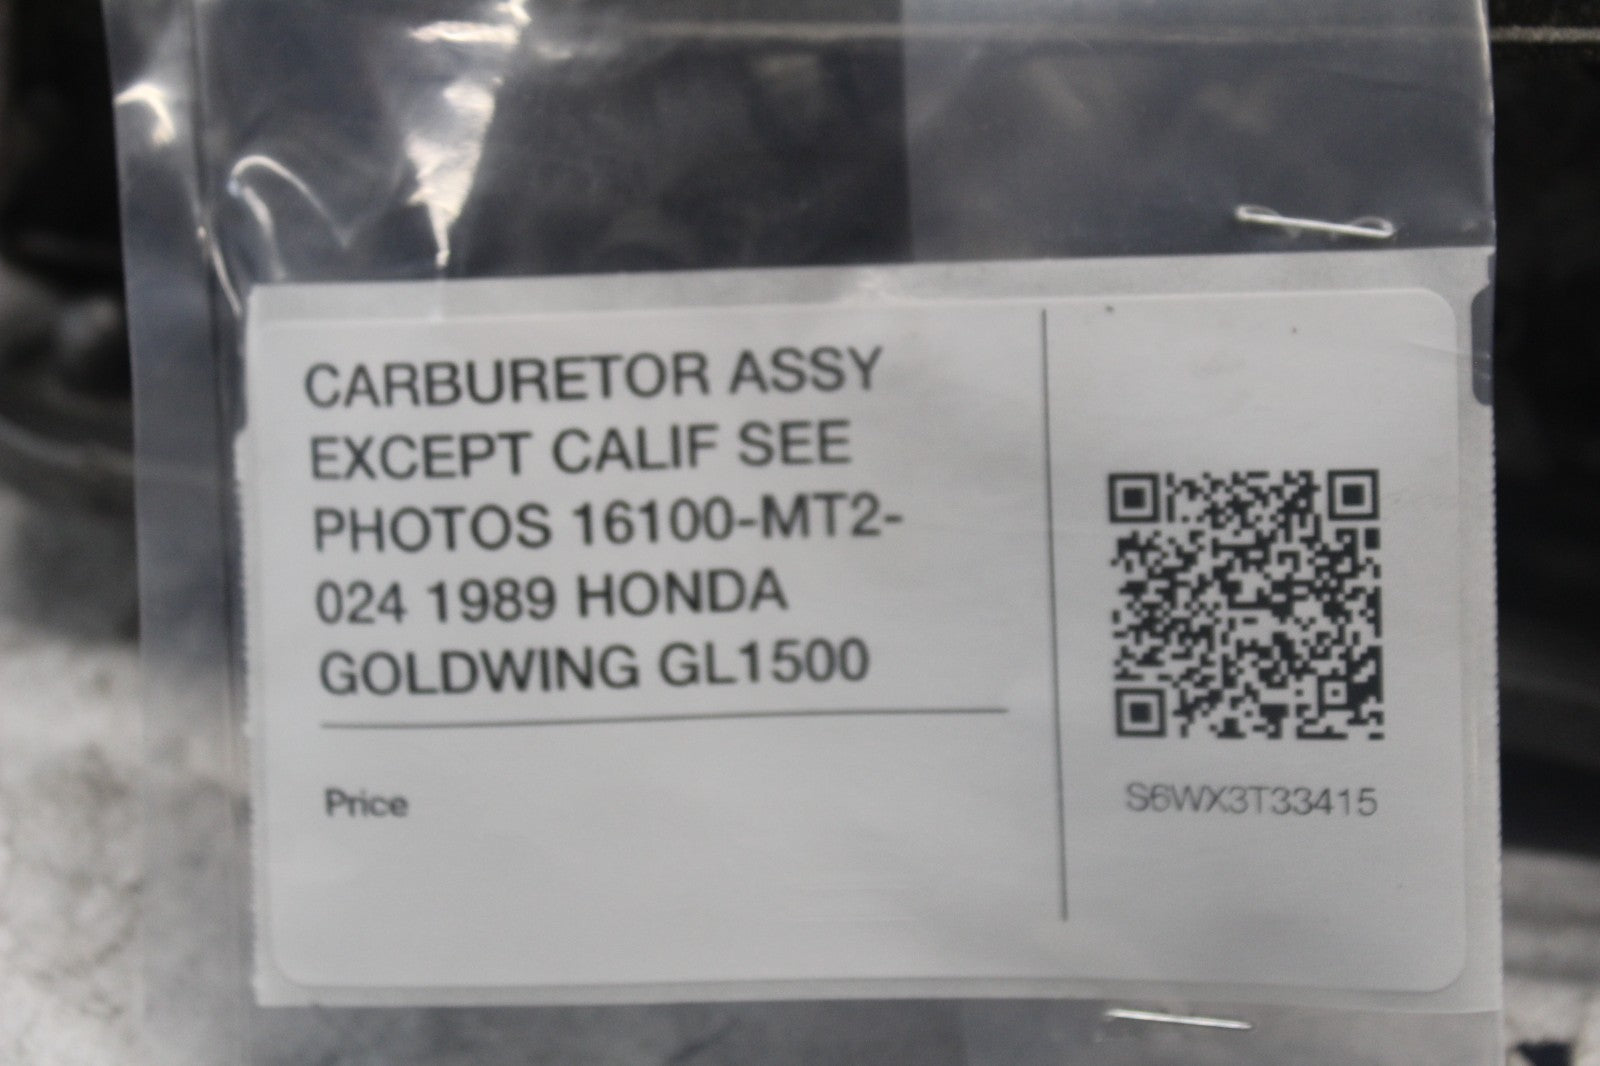 CARBURETOR ASSY
EXCEPT CALIF SEE
PHOTOS 16100-MT2-
024 1989 HONDA
GOLDWING GL1500
Price
S6WX3T33415